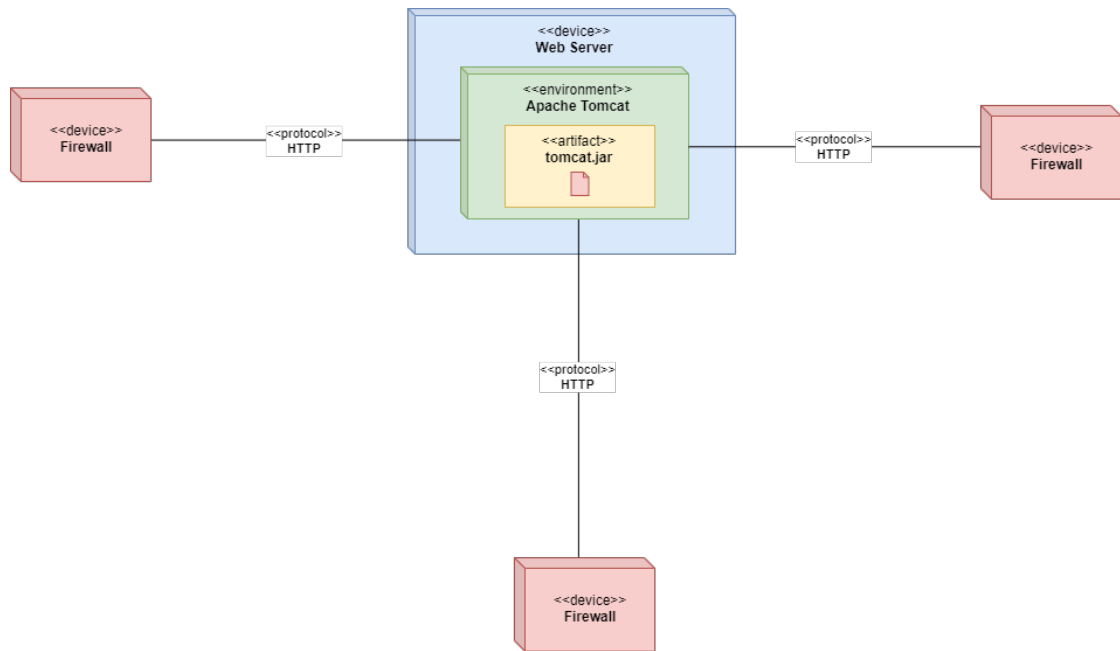 <<device>>
Web Server
<<environment>>
Apache Tomcat
<<artifact>>
tomcat.jar
<<device>>
Firewall
<<protocol>>
HTTP
<<protocol>>
HTTP
<<device>>
Firewall
<<protocol>>
HTTP
<<device>>
Firewall